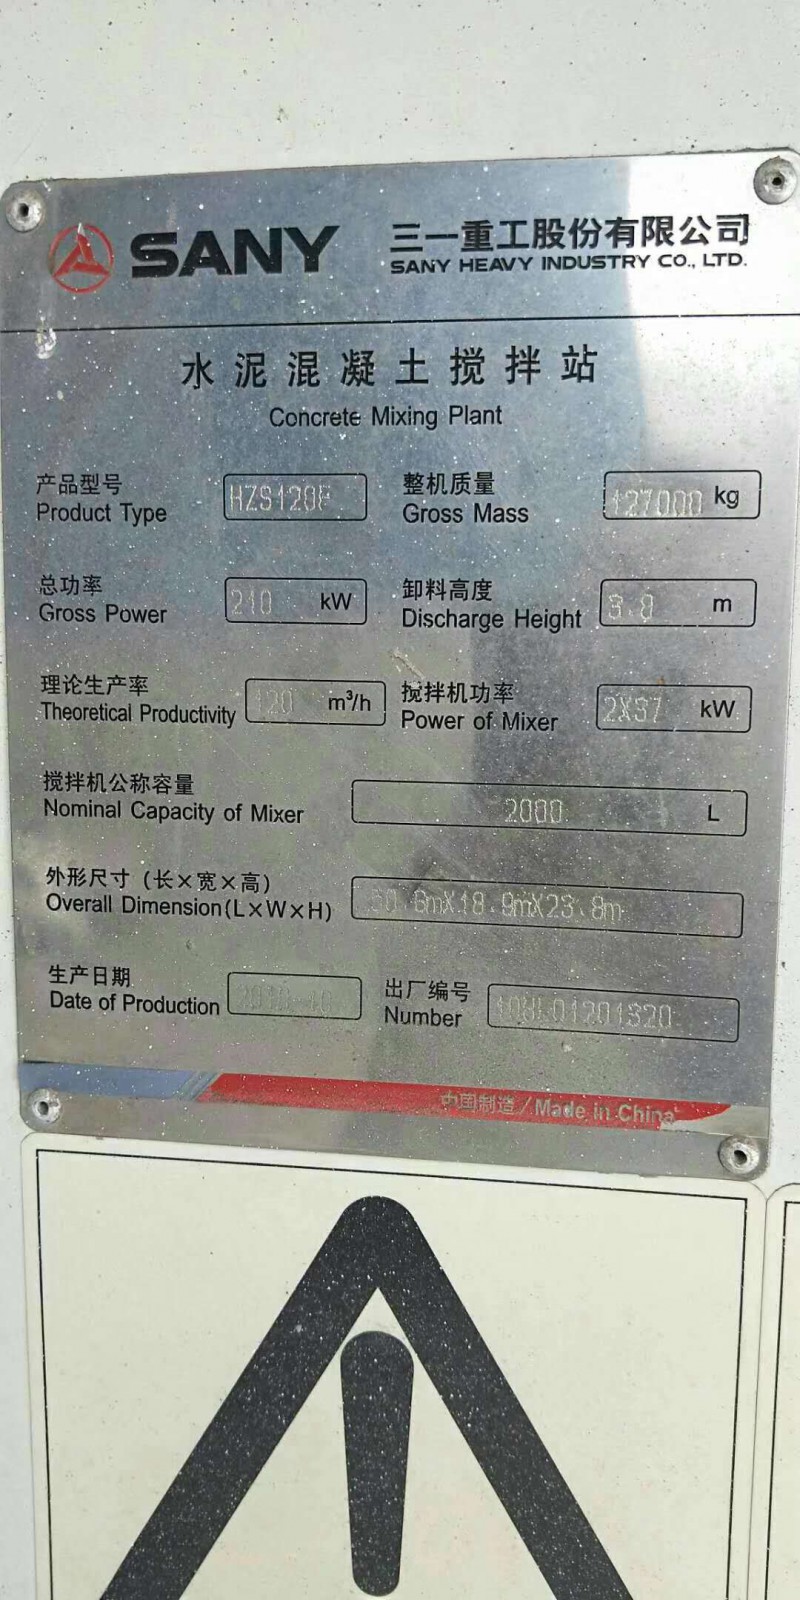 SANY 三一重工股份有限公司
SANY HEAVY INDUSTRY CO., LTD.
水泥混凝土搅拌站
Concrete Mixing Plant
产品型号 整机质量
Product Type HZS120F Gross Mass 127000 kg
总功率 卸料高度
Gross Power 210 kW Discharge Height 3.8 m
理论生产率 搅拌机功率
Theoretical Productivity 120 m³/h Power of Mixer 2X37 kW
搅拌机公称容量
Nominal Capacity of Mixer 2000 L
外形尺寸 (长×宽×高)
Overall Dimension(L×W×H)
生产日期 出厂编号
Date of Production Number
中国制造/Made in China